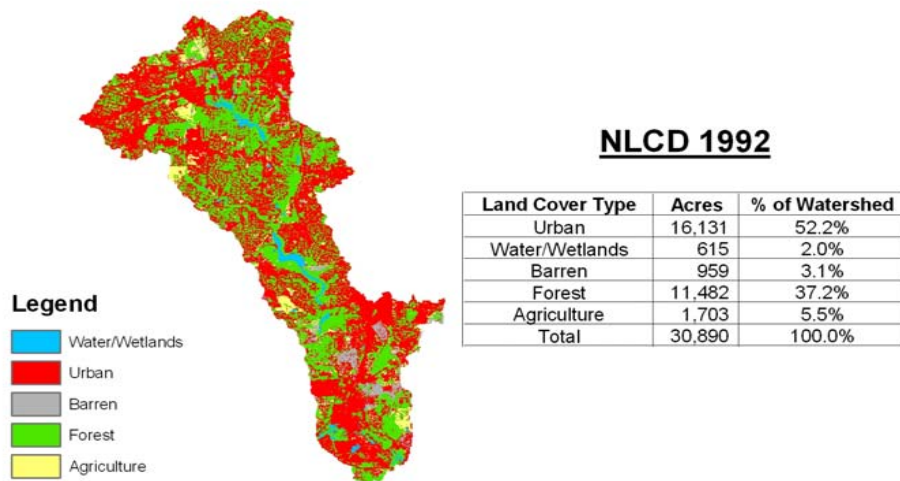 NLCD 1992
Land Cover Type Acres % of Watershed
Urban 16,131 52.2%
Water/Wetlands 615 2.0%
Barren 959 3.1%
Forest 11,482 37.2%
Agriculture 1,703 5.5%
Total 30,890 100.0%
Legend
Water/Wetlands
Urban
Barren
Forest
Agriculture